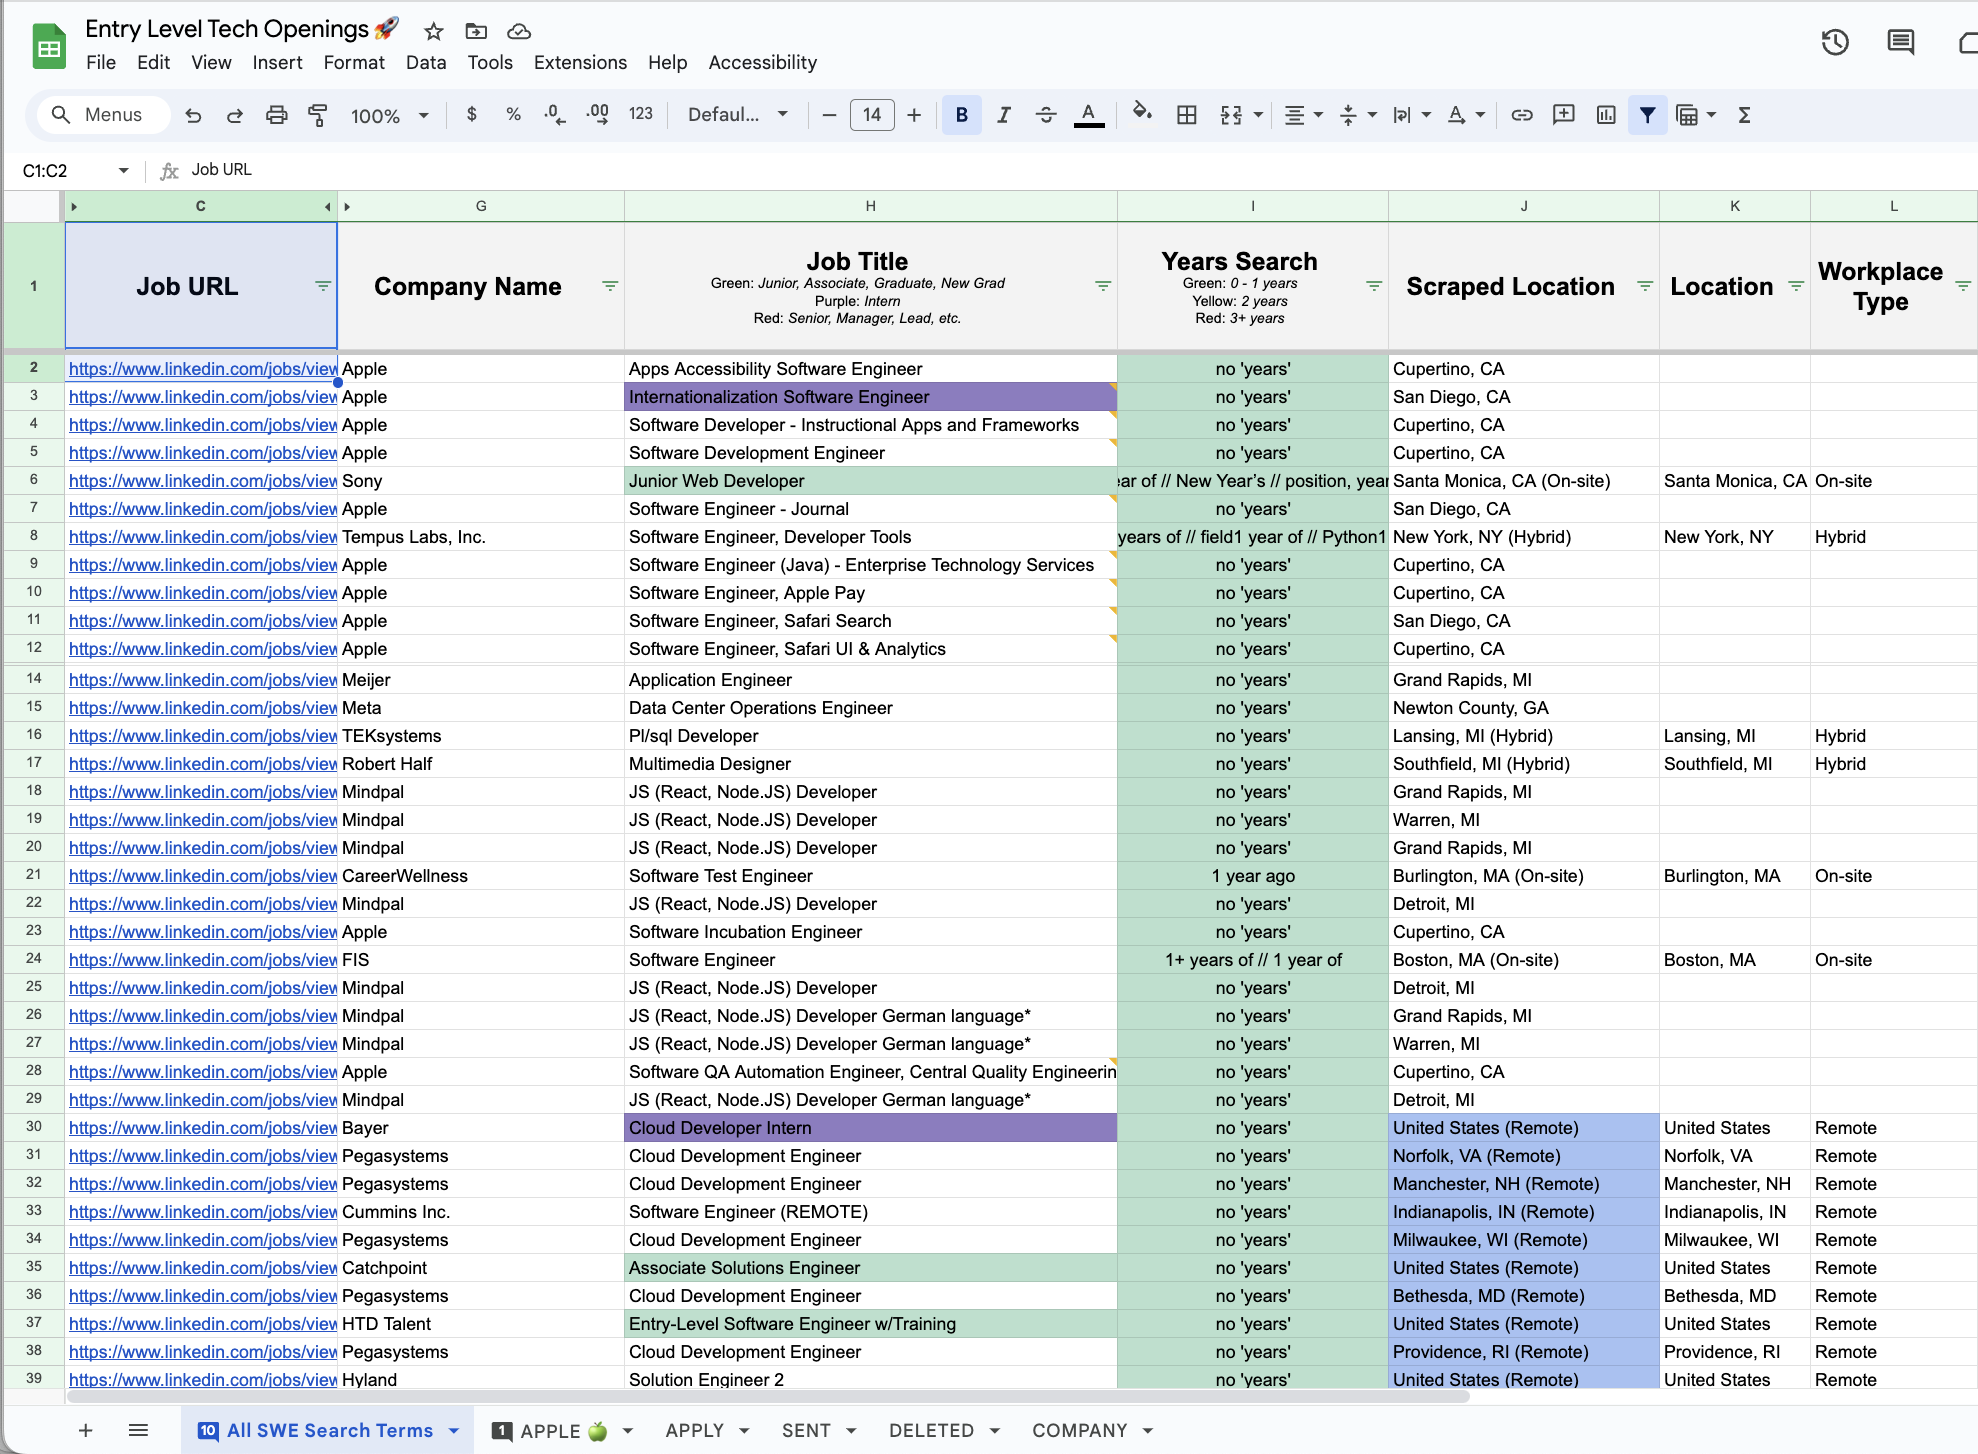 Entry Level Tech Openings🚀
File Edit View Insert Format Data Tools Extensions Help Accessibility
Menus 100% $ % .0 .00 123 Defaul... 14 B I A
C1:C2 fx Job URL
C G H I J K L
1 Job URL Company Name Job Title Years Search Scraped Location Location Workplace Type
Green: Junior, Associate, Graduate, New Grad Green: 0 - 1 years
Purple: Intern Yellow: 2 years
Red: Senior, Manager, Lead, etc. Red: 3+ years
2 https://www.linkedin.com/jobs/view Apple Apps Accessibility Software Engineer no 'years' Cupertino, CA
3 https://www.linkedin.com/jobs/view Apple Internationalization Software Engineer no 'years' San Diego, CA
4 https://www.linkedin.com/jobs/view Apple Software Developer - Instructional Apps and Frameworks no 'years' Cupertino, CA
5 https://www.linkedin.com/jobs/view Apple Software Development Engineer no 'years' Cupertino, CA
6 https://www.linkedin.com/jobs/view Sony Junior Web Developer ear of // New Year's // position, year Santa Monica, CA (On-site) Santa Monica, CA On-site
7 https://www.linkedin.com/jobs/view Apple Software Engineer - Journal no 'years' San Diego, CA
8 https://www.linkedin.com/jobs/view Tempus Labs, Inc. Software Engineer, Developer Tools years of // field1 year of // Python1 New York, NY (Hybrid) New York, NY Hybrid
9 https://www.linkedin.com/jobs/view Apple Software Engineer (Java) - Enterprise Technology Services no 'years' Cupertino, CA
10 https://www.linkedin.com/jobs/view Apple Software Engineer, Apple Pay no 'years' Cupertino, CA
11 https://www.linkedin.com/jobs/view Apple Software Engineer, Safari Search no 'years' San Diego, CA
12 https://www.linkedin.com/jobs/view Apple Software Engineer, Safari UI & Analytics no 'years' Cupertino, CA
14 https://www.linkedin.com/jobs/view Meijer Application Engineer no 'years' Grand Rapids, MI
15 https://www.linkedin.com/jobs/view Meta Data Center Operations Engineer no 'years' Newton County, GA
16 https://www.linkedin.com/jobs/view TEKsystems Pl/sql Developer no 'years' Lansing, MI (Hybrid) Lansing, MI Hybrid
17 https://www.linkedin.com/jobs/view Robert Half Multimedia Designer no 'years' Southfield, MI (Hybrid) Southfield, MI Hybrid
18 https://www.linkedin.com/jobs/view Mindpal JS (React, Node.JS) Developer no 'years' Grand Rapids, MI
19 https://www.linkedin.com/jobs/view Mindpal JS (React, Node.JS) Developer no 'years' Warren, MI
20 https://www.linkedin.com/jobs/view Mindpal JS (React, Node.JS) Developer no 'years' Grand Rapids, MI
21 https://www.linkedin.com/jobs/view CareerWellness Software Test Engineer 1 year ago Burlington, MA (On-site) Burlington, MA On-site
22 https://www.linkedin.com/jobs/view Mindpal JS (React, Node.JS) Developer no 'years' Detroit, MI
23 https://www.linkedin.com/jobs/view Apple Software Incubation Engineer no 'years' Cupertino, CA
24 https://www.linkedin.com/jobs/view FIS Software Engineer 1+ years of // 1 year of Boston, MA (On-site) Boston, MA On-site
25 https://www.linkedin.com/jobs/view Mindpal JS (React, Node.JS) Developer no 'years' Detroit, MI
26 https://www.linkedin.com/jobs/view Mindpal JS (React, Node.JS) Developer German language* no 'years' Grand Rapids, MI
27 https://www.linkedin.com/jobs/view Mindpal JS (React, Node.JS) Developer German language* no 'years' Warren, MI
28 https://www.linkedin.com/jobs/view Apple Software QA Automation Engineer, Central Quality Engineerin no 'years' Cupertino, CA
29 https://www.linkedin.com/jobs/view Mindpal JS (React, Node.JS) Developer German language* no 'years' Detroit, MI
30 https://www.linkedin.com/jobs/view Bayer Cloud Developer Intern no 'years' United States (Remote) United States Remote
31 https://www.linkedin.com/jobs/view Pegasystems Cloud Development Engineer no 'years' Norfolk, VA (Remote) Norfolk, VA Remote
32 https://www.linkedin.com/jobs/view Pegasystems Cloud Development Engineer no 'years' Manchester, NH (Remote) Manchester, NH Remote
33 https://www.linkedin.com/jobs/view Cummins Inc. Software Engineer (REMOTE) no 'years' Indianapolis, IN (Remote) Indianapolis, IN Remote
34 https://www.linkedin.com/jobs/view Pegasystems Cloud Development Engineer no 'years' Milwaukee, WI (Remote) Milwaukee, WI Remote
35 https://www.linkedin.com/jobs/view Catchpoint Associate Solutions Engineer no 'years' United States (Remote) United States Remote
36 https://www.linkedin.com/jobs/view Pegasystems Cloud Development Engineer no 'years' Bethesda, MD (Remote) Bethesda, MD Remote
37 https://www.linkedin.com/jobs/view HTD Talent Entry-Level Software Engineer w/Training no 'years' United States (Remote) United States Remote
38 https://www.linkedin.com/jobs/view Pegasystems Cloud Development Engineer no 'years' Providence, RI (Remote) Providence, RI Remote
39 https://www.linkedin.com/jobs/view Hyland Solution Engineer 2 no 'years' United States (Remote) United States Remote
10 All SWE Search Terms 1 APPLE 🍏 APPLY SENT DELETED COMPANY